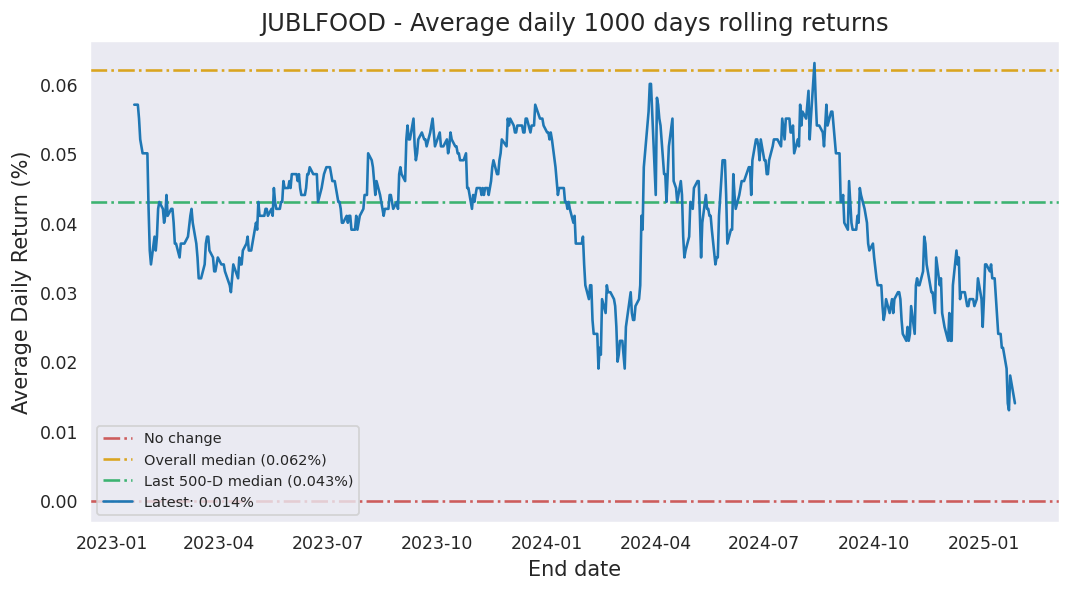 JUBLFOOD - Average daily 1000 days rolling returns
Average Daily Return (%)
0.06
0.05
0.04
0.03
0.02
0.01
0.00
No change
Overall median (0.062%)
Last 500-D median (0.043%)
Latest: 0.014%
2023-01 2023-04 2023-07 2023-10 2024-01 2024-04 2024-07 2024-10 2025-01
End date